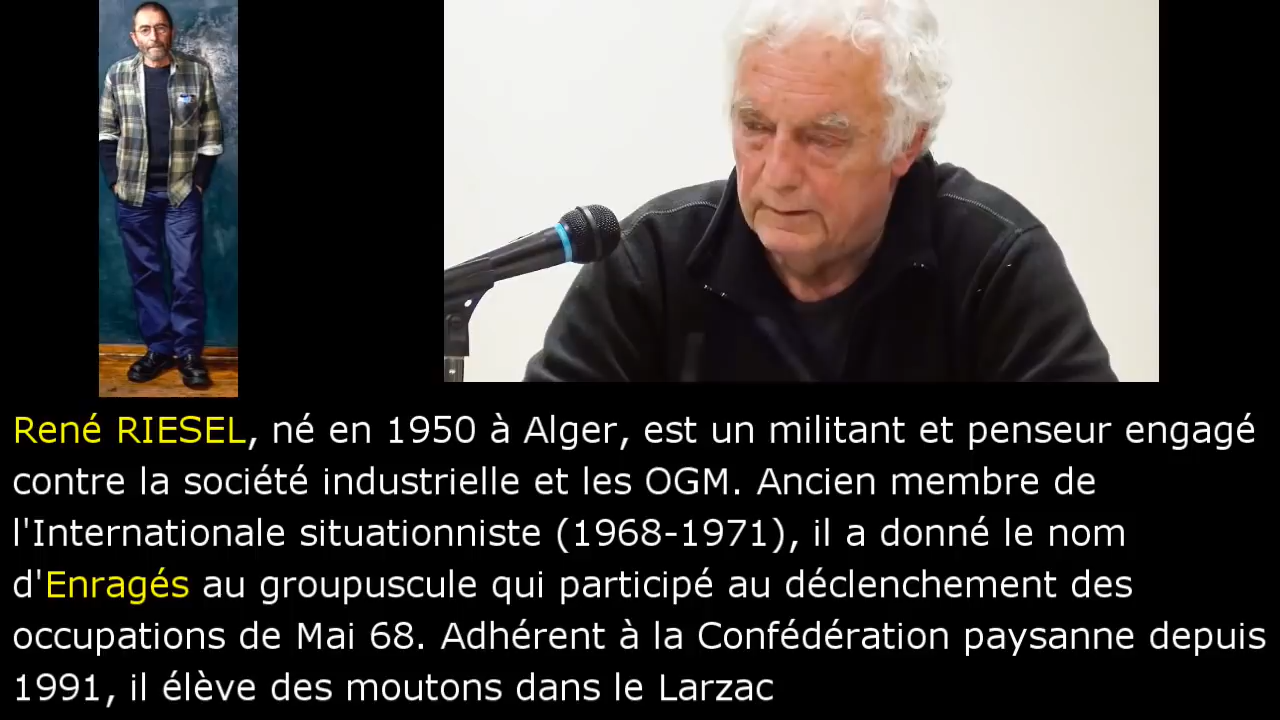 René RIESEL, né en 1950 à Alger, est un militant et penseur engagé
contre la société industrielle et les OGM. Ancien membre de
l'Internationale situationniste (1968-1971), il a donné le nom
d'Enragés au groupuscule qui participé au déclenchement des
occupations de Mai 68. Adhérent à la Confédération paysanne depuis
1991, il élève des moutons dans le Larzac